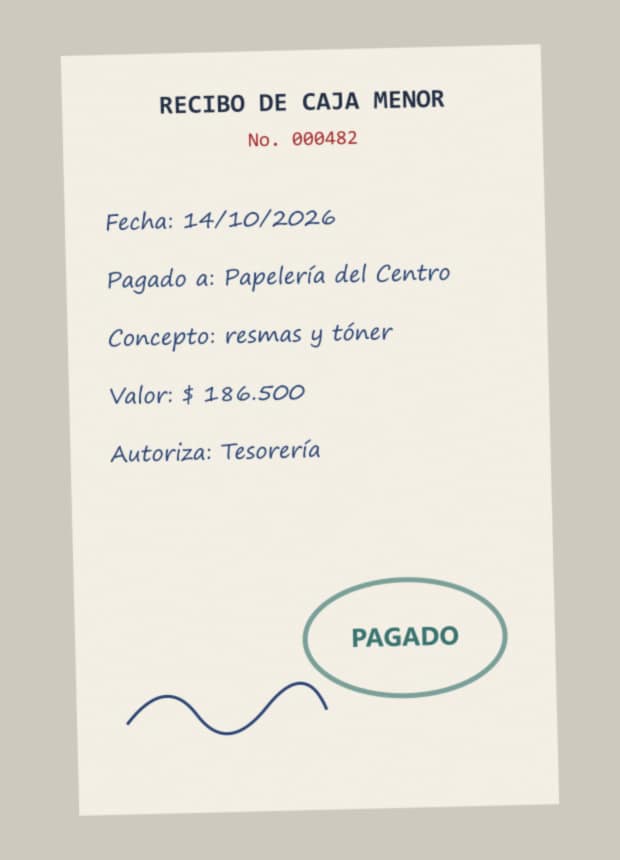 RECIBO DE CAJA MENOR
No. 000482
Fecha: 14/10/2026
Pagado a: Papelería del Centro
Concepto: resmas y tóner
Valor: $ 186.500
Autoriza: Tesorería
PAGADO